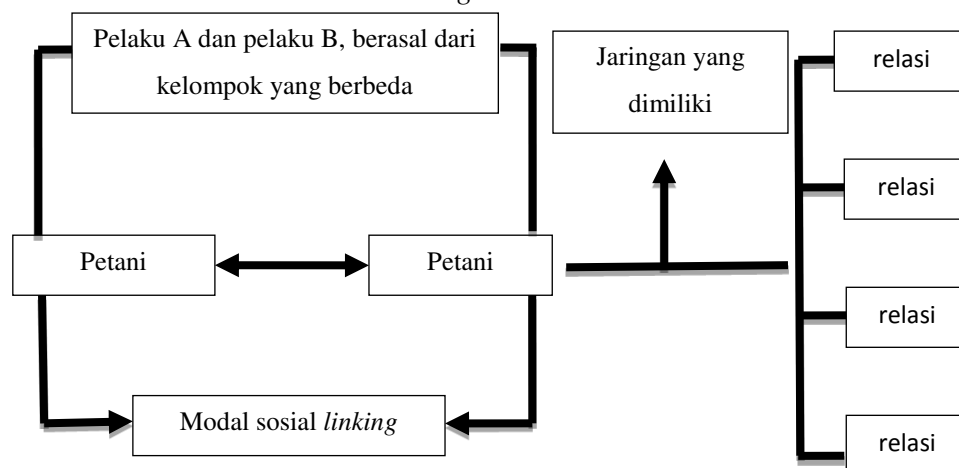 g
Pelaku A dan pelaku B, berasal dari
kelompok yang berbeda
Jaringan yang
dimiliki
relasi
relasi
Petani
Petani
relasi
Modal sosial linking
relasi